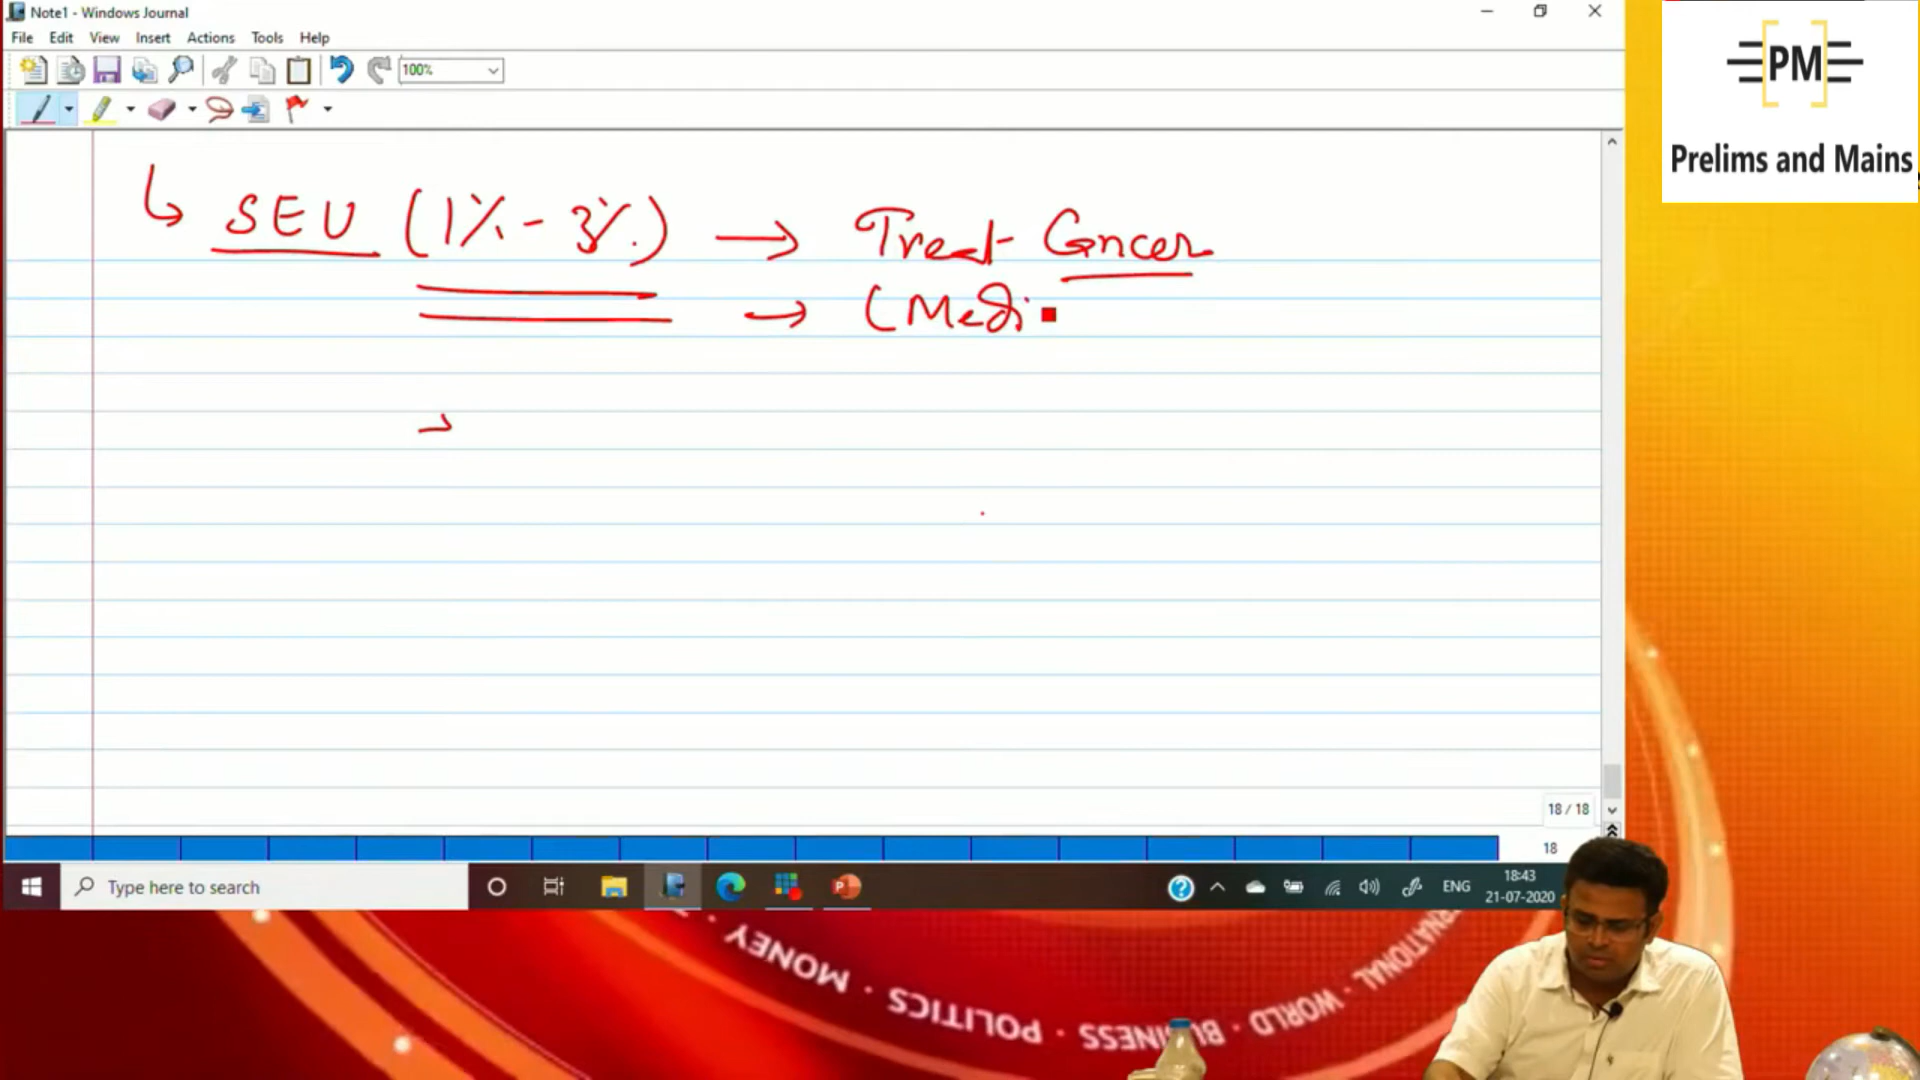 Note1 - Windows Journal
File Edit View Insert Actions Tools Help
100%
PM
Prelims and Mains
↳ SEU (1% - 3%) → Treat Cancer
→ (Medi
→
18 / 18
18
Type here to search
ENG
18:43
21-07-2020
MONEY · POLITICS · BUSINESS · WORLD ·